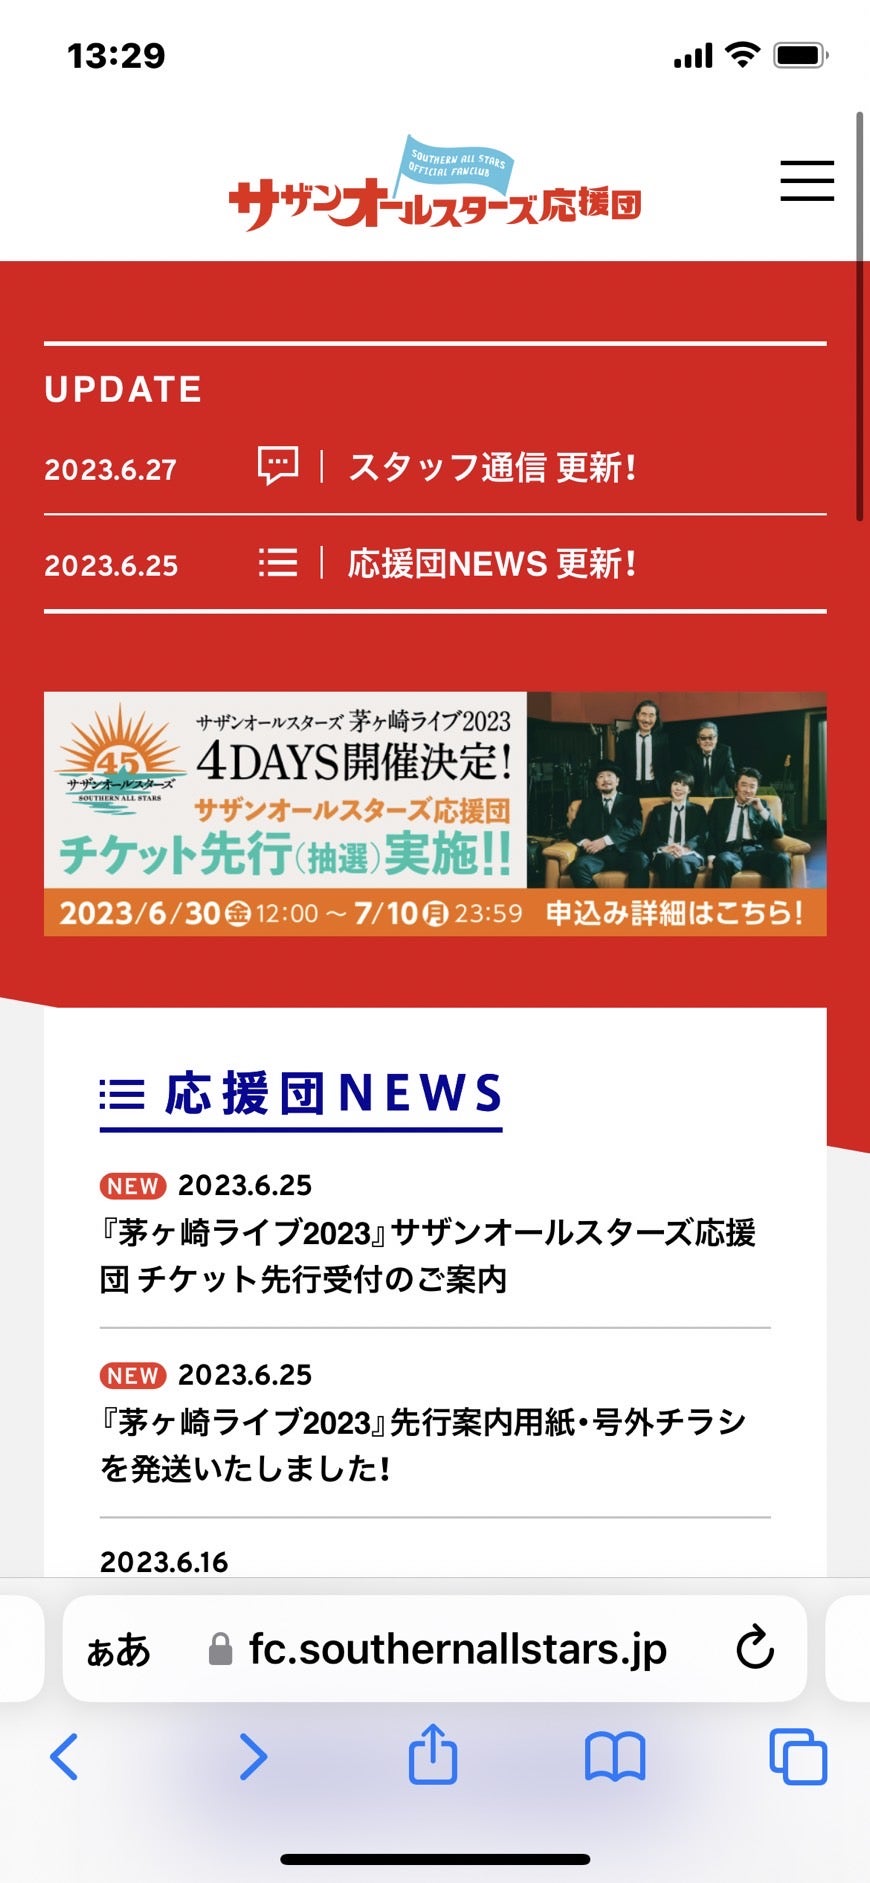 13:29
SOUTHERN ALL STARS
OFFICIAL FANCLUB
サザンオールスターズ応援団
UPDATE
2023.6.27 スタッフ通信 更新!
2023.6.25 応援団NEWS 更新!
45
サザンオールスターズ
SOUTHERN ALL STARS
サザンオールスターズ 茅ヶ崎ライブ2023
4DAYS開催決定!
サザンオールスターズ応援団
チケット先行(抽選)実施!!
2023/6/30金12:00〜7/10月23:59 申込み詳細はこちら!
応援団NEWS
NEW 2023.6.25
『茅ヶ崎ライブ2023』サザンオールスターズ応援
団 チケット先行受付のご案内
NEW 2023.6.25
『茅ヶ崎ライブ2023』先行案内用紙・号外チラシ
を発送いたしました!
2023.6.16
ぁあ fc.southernallstars.jp